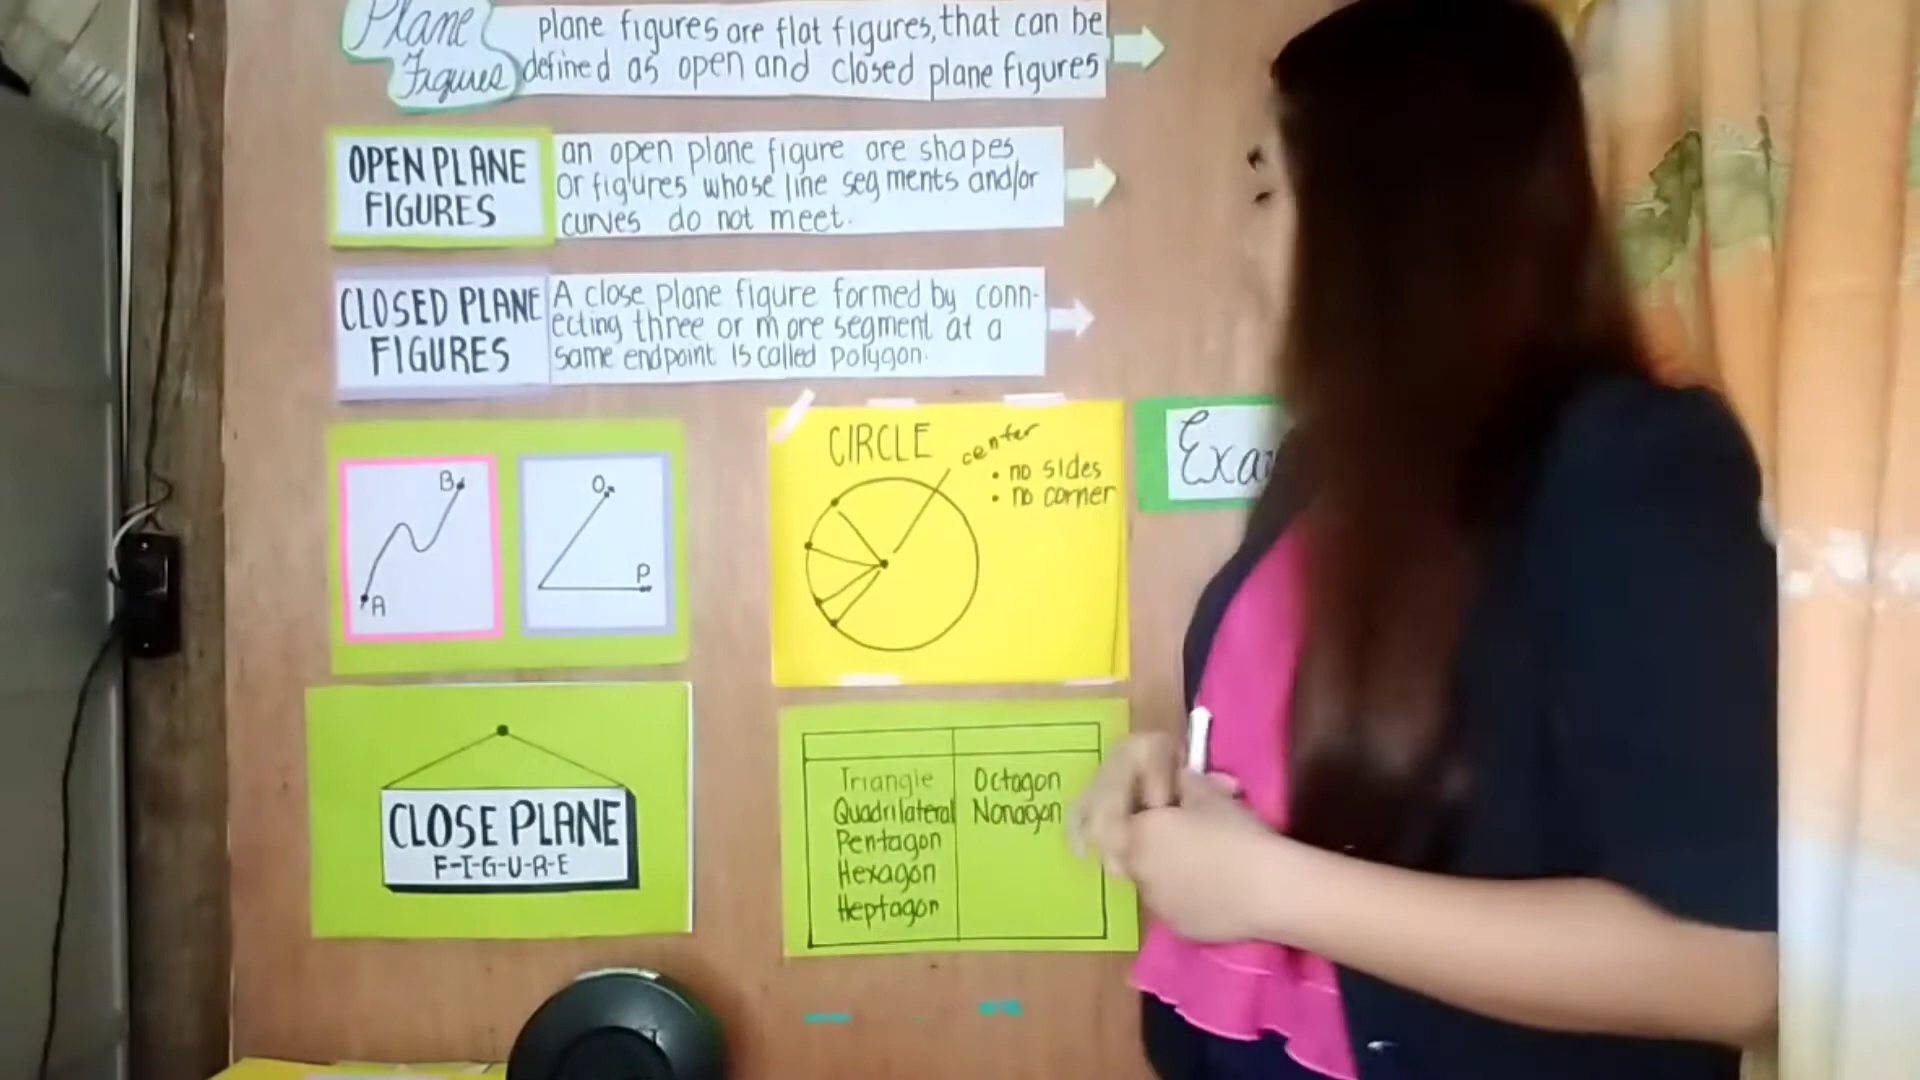 Plane
Figures
plane figures are flat figures, that can be
defined as open and closed plane figures
OPEN PLANE
FIGURES
an open plane figure are shapes
or figures whose line segments and/or
curves do not meet.
CLOSED PLANE
FIGURES
A close plane figure formed by conn-
ecting three or more segment at a
same endpoint is called polygon.
B
A
O
P
CIRCLE
center
• no sides
• no corner
CLOSE PLANE
F-I-G-U-R-E
Triangle
Quadrilateral
Pentagon
Hexagon
Heptagon
Octagon
Nonagon